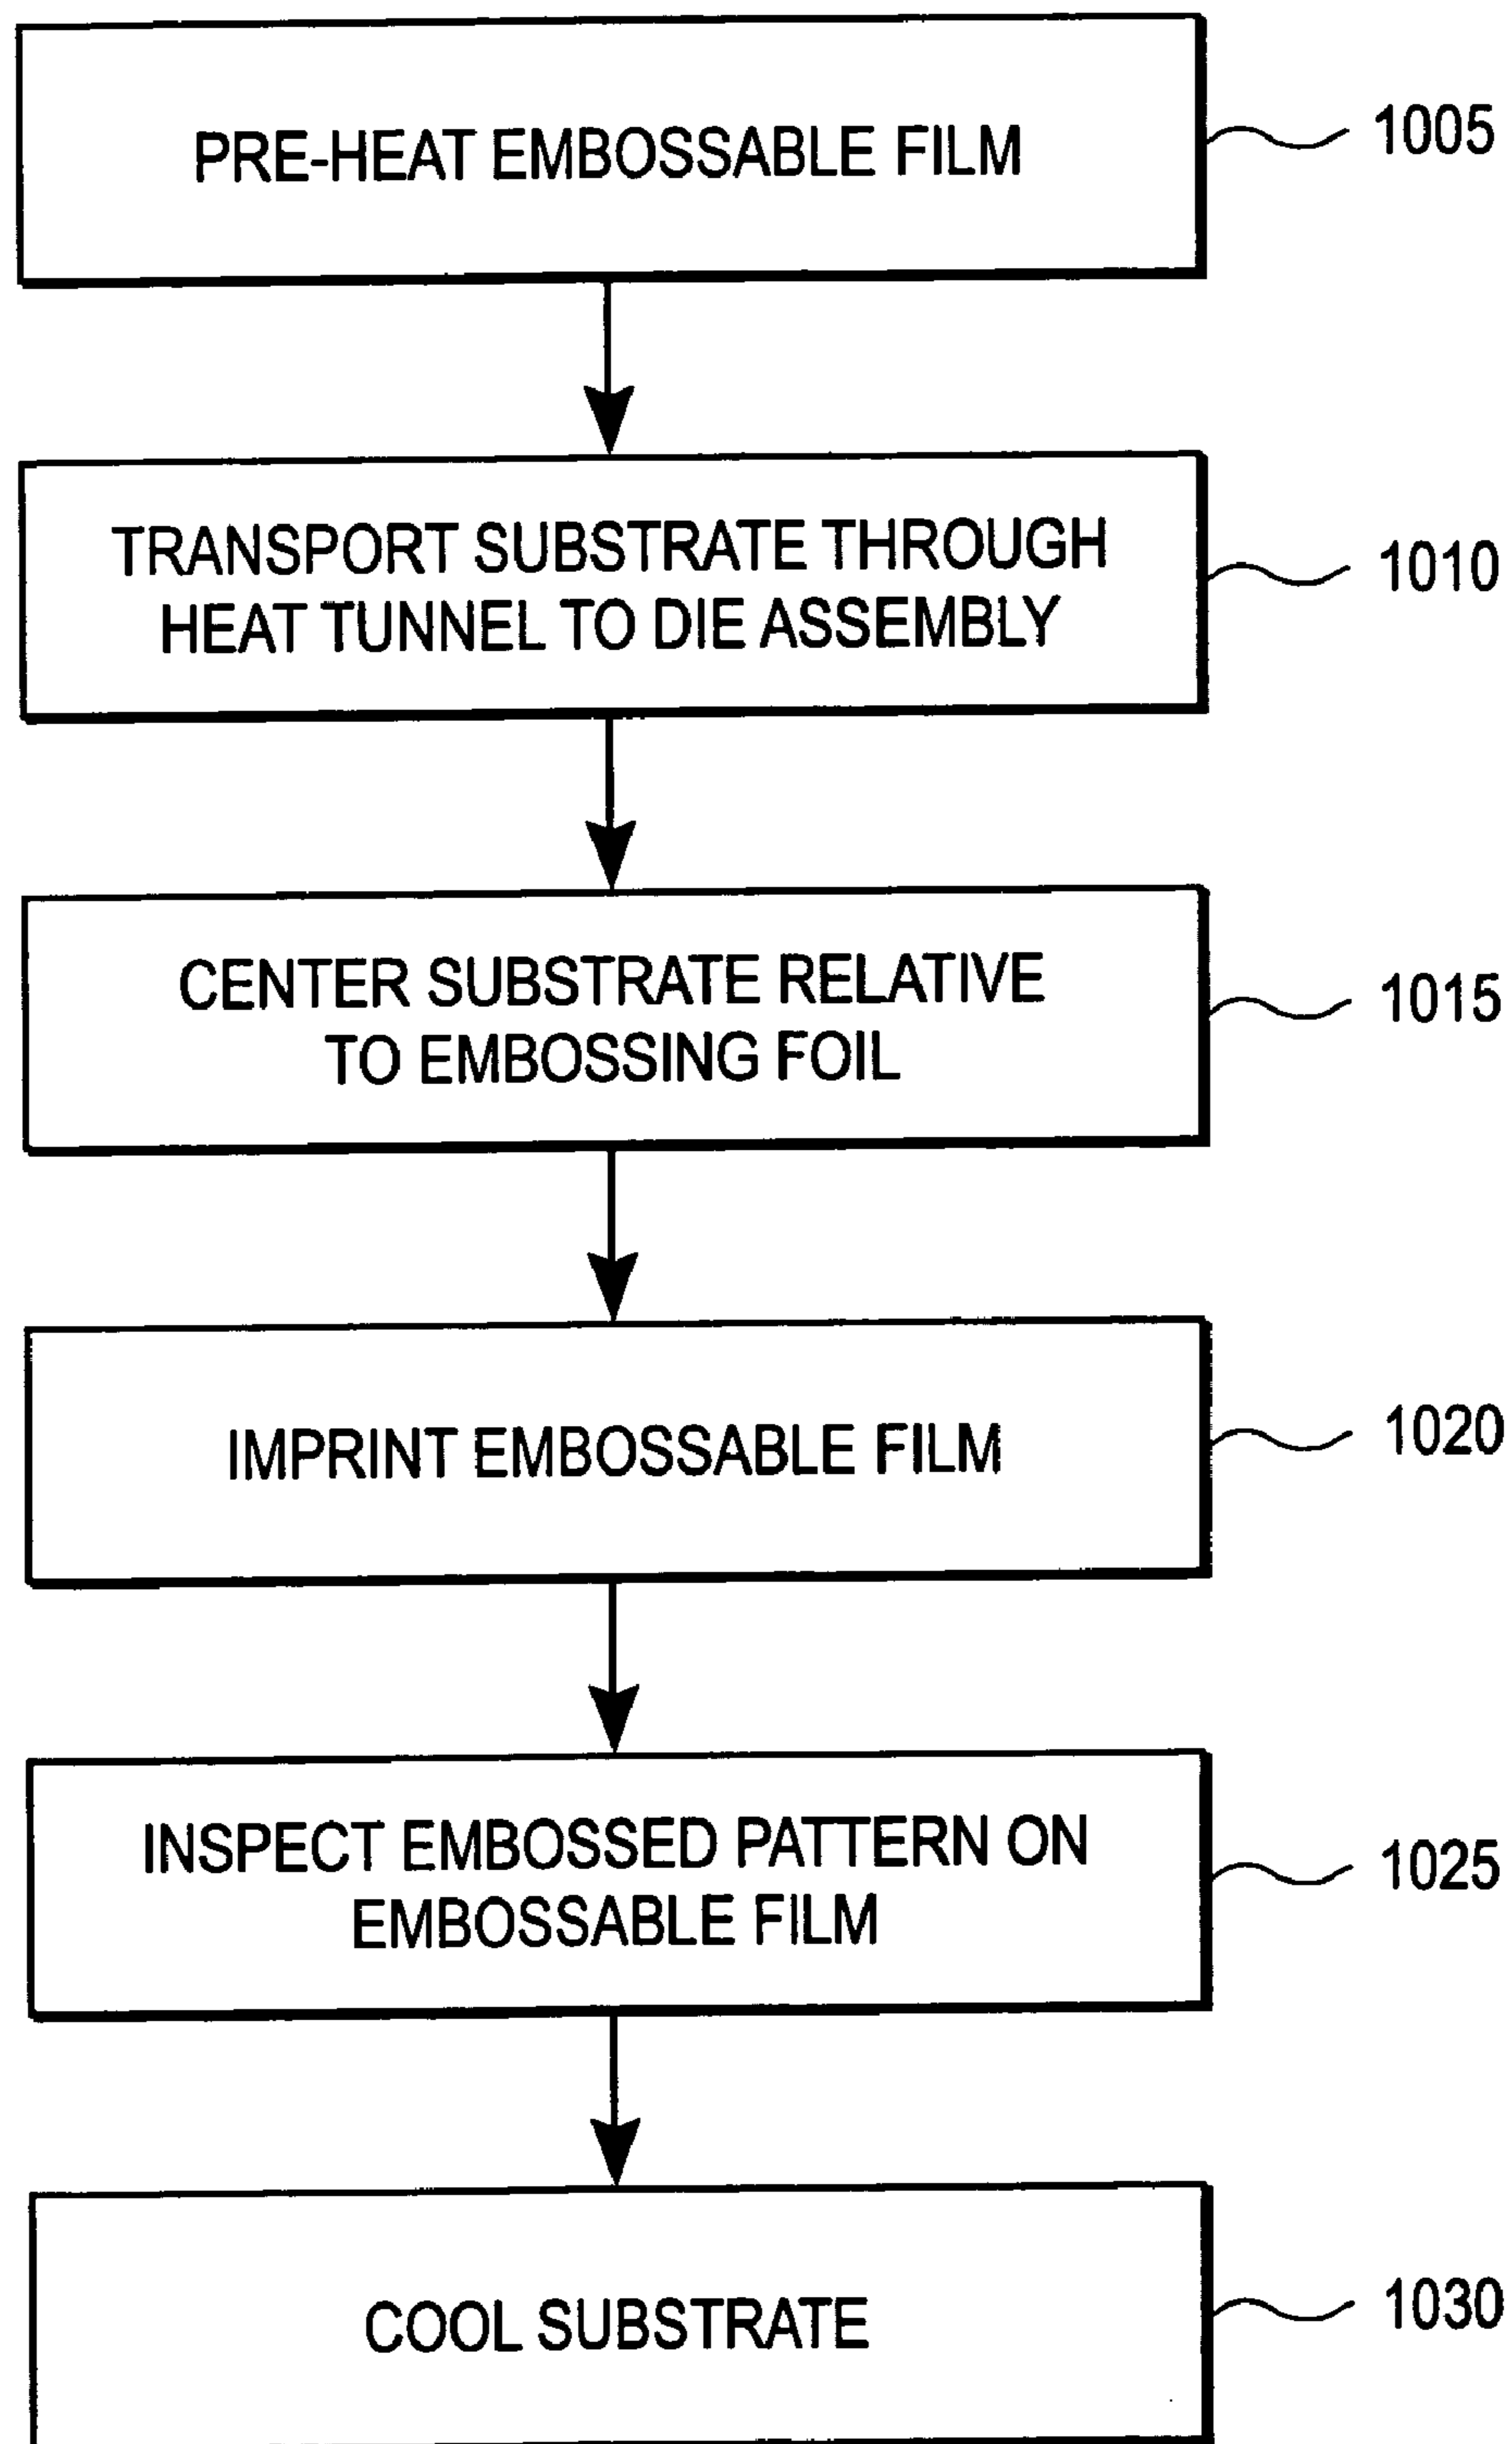 PRE-HEAT EMBOSSABLE FILM
1005
TRANSPORT SUBSTRATE THROUGH
HEAT TUNNEL TO DIE ASSEMBLY
1010
CENTER SUBSTRATE RELATIVE
TO EMBOSSING FOIL
1015
IMPRINT EMBOSSABLE FILM
1020
INSPECT EMBOSSED PATTERN ON
EMBOSSABLE FILM
1025
COOL SUBSTRATE
1030